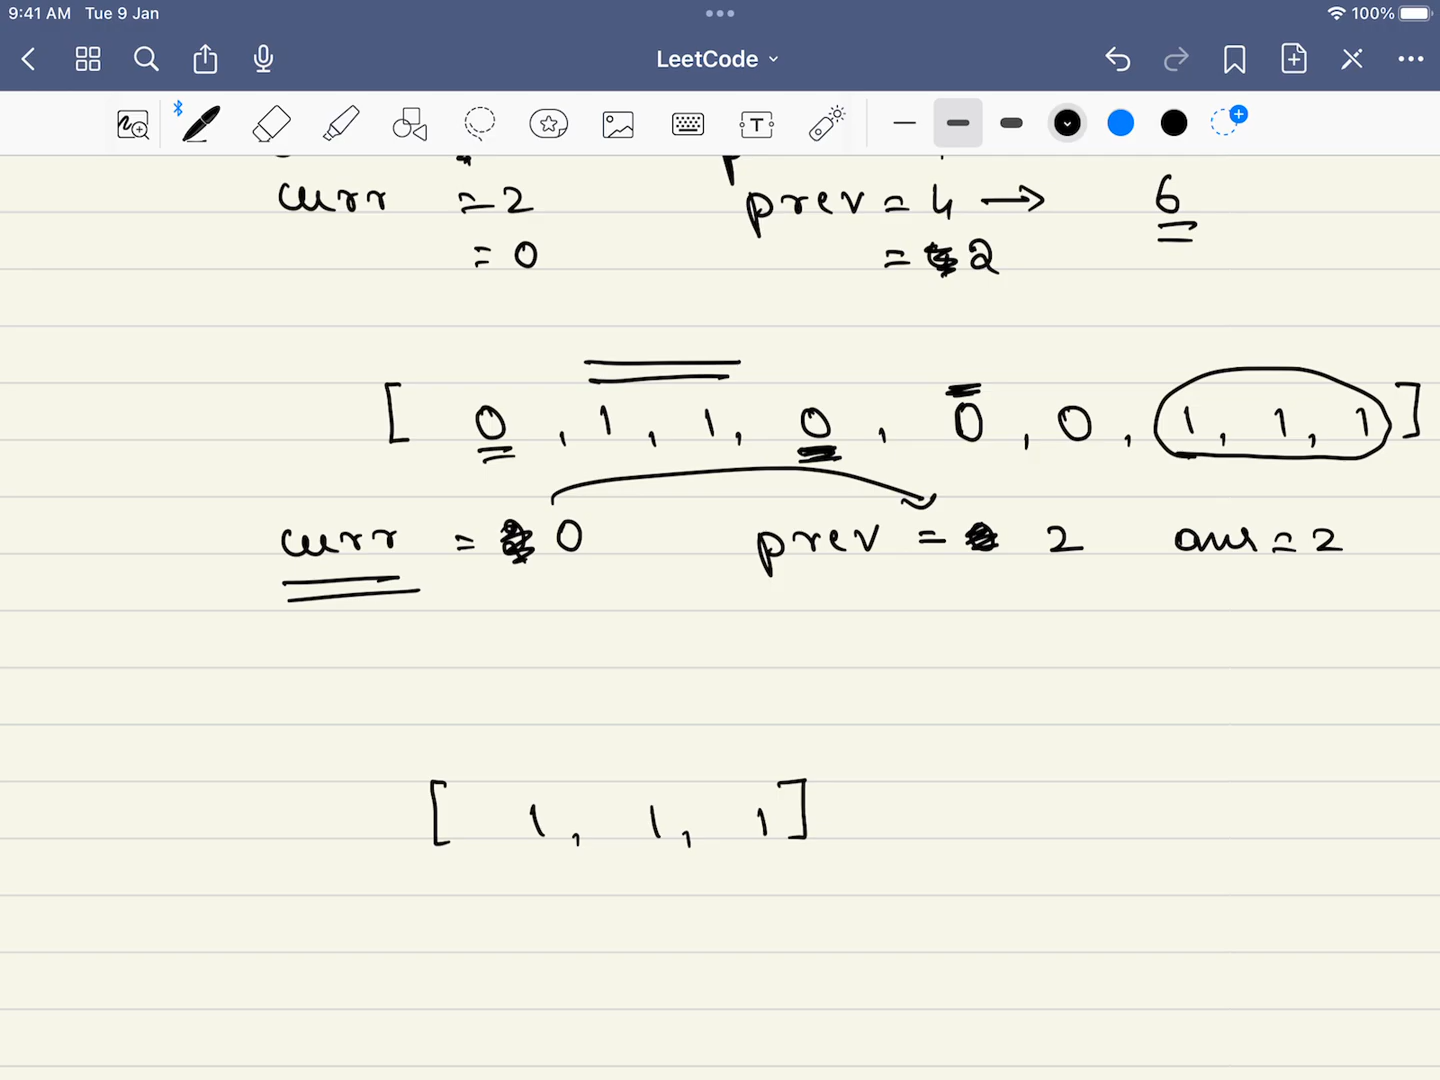 9:41 AM Tue 9 Jan 100%
LeetCode
curr = 2 prev = 4 → 6
= 0 = 2
[ 0 , 1 , 1 , 0 , 0 , 0 , 1 , 1 , 1 ]
curr = 0 prev = 2 ans = 2
[ 1 , 1 , 1 ]